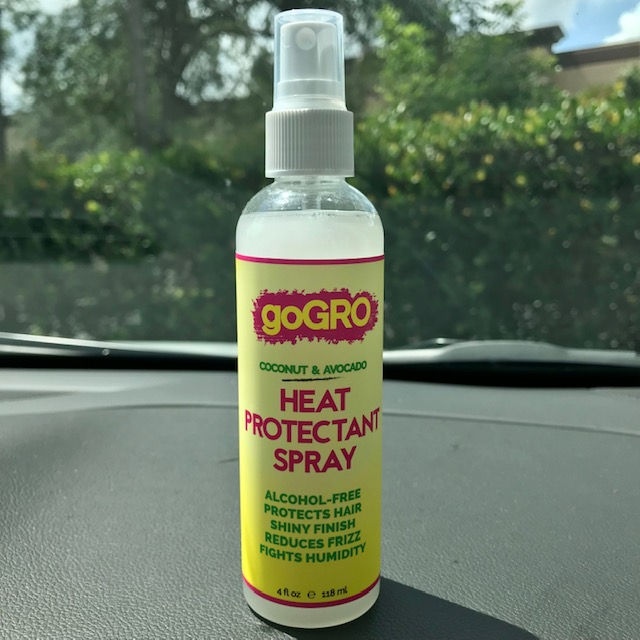 goGRO
COCONUT & AVOCADO
HEAT
PROTECTANT
SPRAY
ALCOHOL-FREE
PROTECTS HAIR
SHINY FINISH
REDUCES FRIZZ
FIGHTS HUMIDITY
4 fl oz ℮ 118 ml